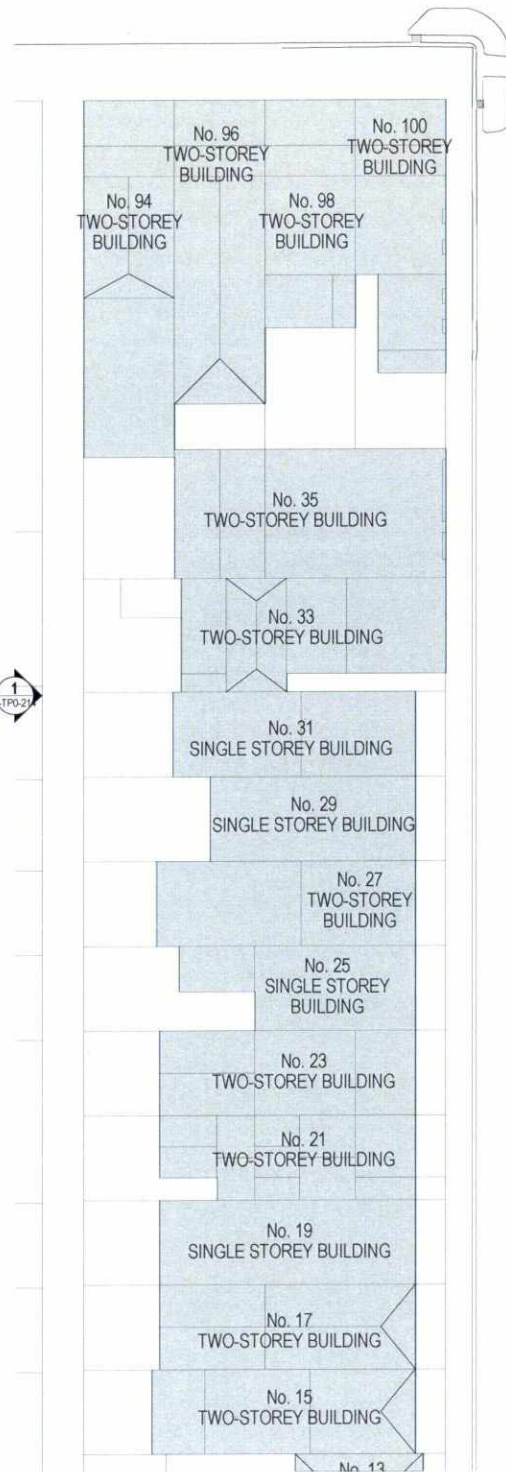 No. 96
TWO-STOREY
BUILDING
No. 100
TWO-STOREY
BUILDING
No. 94
TWO-STOREY
BUILDING
No. 98
TWO-STOREY
BUILDING
No. 35
TWO-STOREY BUILDING
No. 33
TWO-STOREY BUILDING
1
No. 31
SINGLE STOREY BUILDING
No. 29
SINGLE STOREY BUILDING
No. 27
TWO-STOREY
BUILDING
No. 25
SINGLE STOREY
BUILDING
No. 23
TWO-STOREY BUILDING
No. 21
TWO-STOREY BUILDING
No. 19
SINGLE STOREY BUILDING
No. 17
TWO-STOREY BUILDING
No. 15
TWO-STOREY BUILDING
No. 13